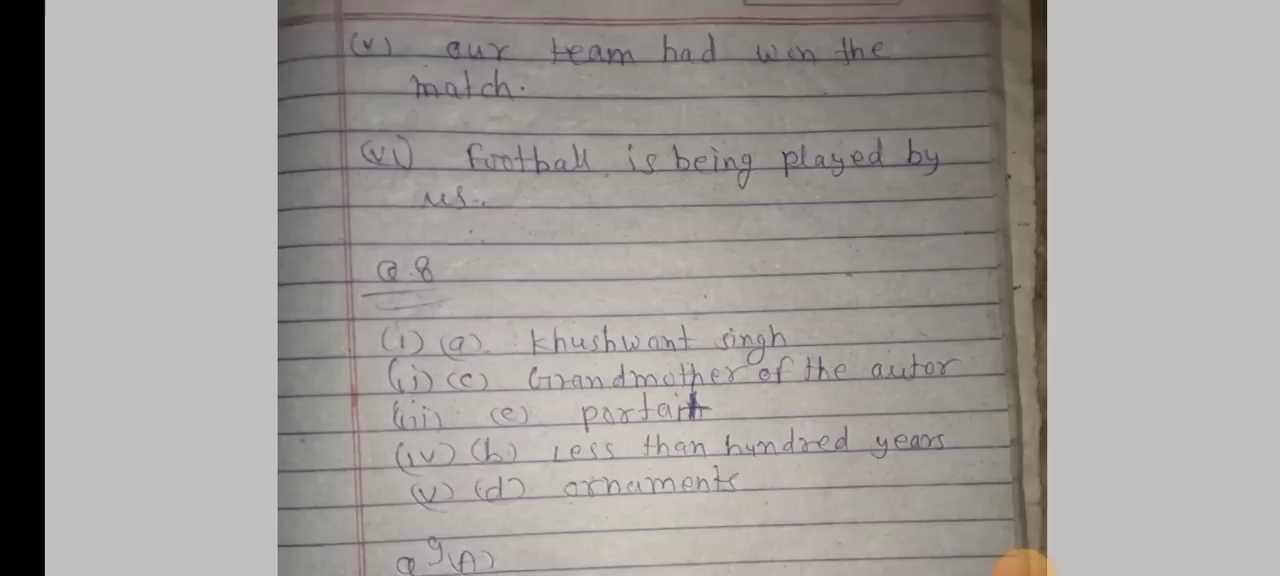 (v) our team had won the
match.
(vi) Football is being played by
us.
Q.8
(i) (a) Khushwant singh
(ii) (c) Grandmother of the autor
(iii) (e) portait
(iv) (h) Less than hundred years
(v) (d) ornaments
Q 9 (A)